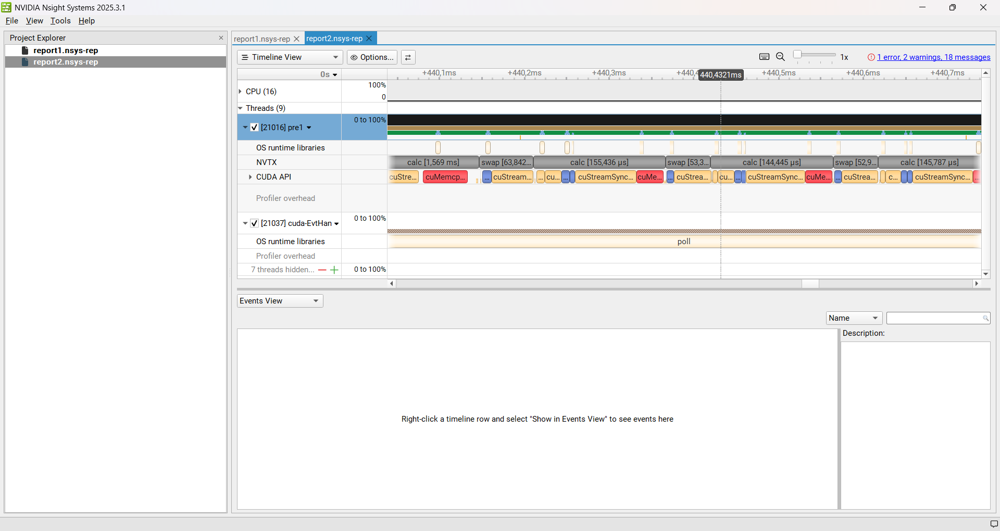 NVIDIA Nsight Systems 2025.3.1
File View Tools Help
Project Explorer
report1.nsys-rep
report2.nsys-rep
report1.nsys-rep
report2.nsys-rep
Timeline View
Options...
1x
1 error, 2 warnings, 18 messages
0s
+440,1ms +440,2ms +440,3ms +440,4 440,4321ms +440,5ms +440,6ms +440,7ms
CPU (16)
100%
0
Threads (9)
[21016] pre1
0 to 100%
OS runtime libraries
NVTX
calc [1,569 ms] swap [63,842... calc [155,436 µs] swap [53,3... calc [144,445 µs] swap [52,9... calc [145,787 µs]
CUDA API
cuStre... cuMemcp... ... cuStream... ... cu... ... cuStreamSync... cuMe... ... cuStrea... cu... ... cuStreamSync... cuMe... ... cuStrea... c... cuStreamSync... ...
Profiler overhead
[21037] cuda-EvtHan
0 to 100%
OS runtime libraries
poll
Profiler overhead
7 threads hidden...
0 to 100%
Events View
Name
Description:
Right-click a timeline row and select "Show in Events View" to see events here